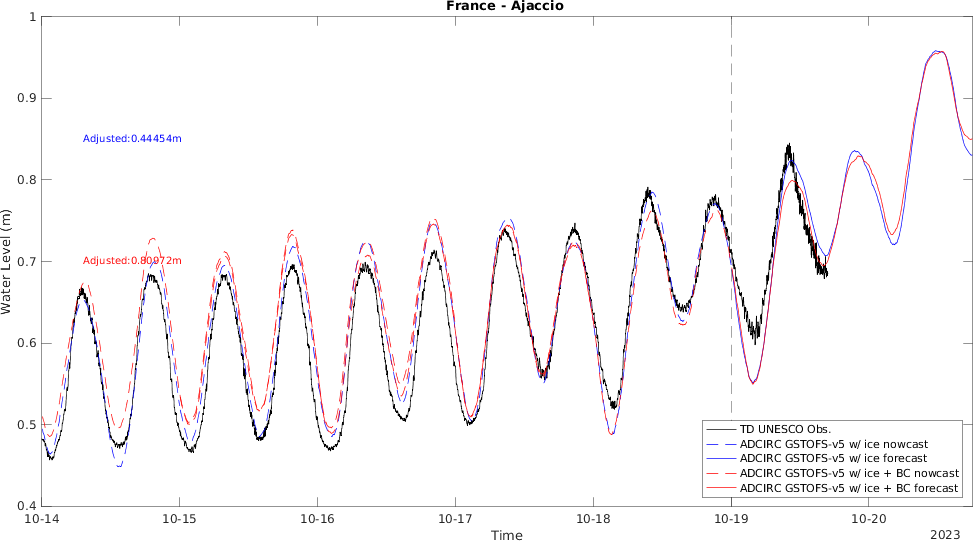 France - Ajaccio
1
0.9
0.8
0.7
0.6
0.5
0.4
Water Level (m)
Adjusted:0.44454m
Adjusted:0.80972m
TD UNESCO Obs.
ADCIRC GSTOFS-v5 w/ ice nowcast
ADCIRC GSTOFS-v5 w/ ice forecast
ADCIRC GSTOFS-v5 w/ ice + BC nowcast
ADCIRC GSTOFS-v5 w/ ice + BC forecast
10-14 10-15 10-16 10-17 10-18 10-19 10-20
Time
2023